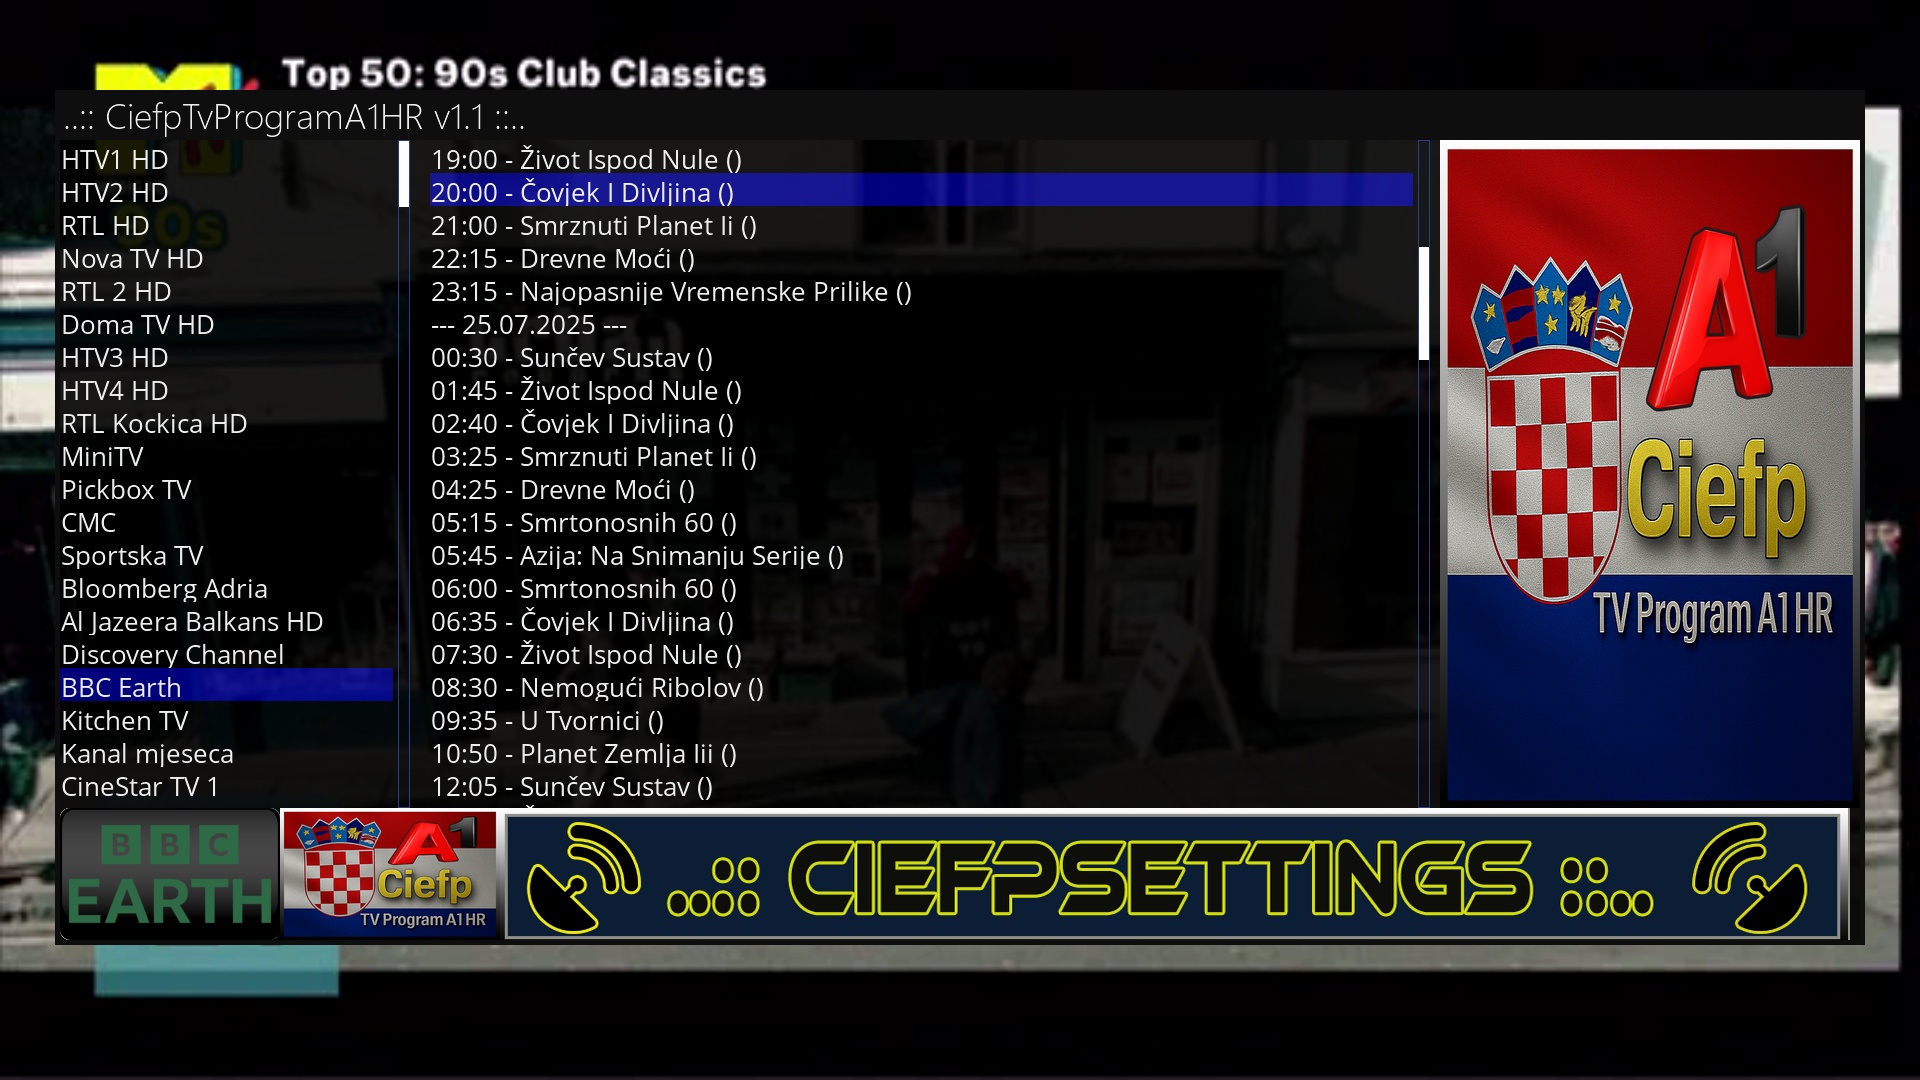 Top 50: 90s Club Classics
..:: CiefpTvProgramA1HR v1.1 ::..
HTV1 HD
HTV2 HD
RTL HD
Nova TV HD
RTL 2 HD
Doma TV HD
HTV3 HD
HTV4 HD
RTL Kockica HD
MiniTV
Pickbox TV
CMC
Sportska TV
Bloomberg Adria
Al Jazeera Balkans HD
Discovery Channel
BBC Earth
Kitchen TV
Kanal mjeseca
CineStar TV 1
19:00 - Život Ispod Nule ()
20:00 - Čovjek I Divljina ()
21:00 - Smrznuti Planet Ii ()
22:15 - Drevne Moći ()
23:15 - Najopasnije Vremenske Prilike ()
--- 25.07.2025 ---
00:30 - Sunčev Sustav ()
01:45 - Život Ispod Nule ()
02:40 - Čovjek I Divljina ()
03:25 - Smrznuti Planet Ii ()
04:25 - Drevne Moći ()
05:15 - Smrtonosnih 60 ()
05:45 - Azija: Na Snimanju Serije ()
06:00 - Smrtonosnih 60 ()
06:35 - Čovjek I Divljina ()
07:30 - Život Ispod Nule ()
08:30 - Nemogući Ribolov ()
09:35 - U Tvornici ()
10:50 - Planet Zemlja Iii ()
12:05 - Sunčev Sustav ()
A1
Ciefp
TV Program A1 HR
BBC
EARTH
A1
Ciefp
TV Program A1 HR
..:: CIEFPSETTINGS ::..